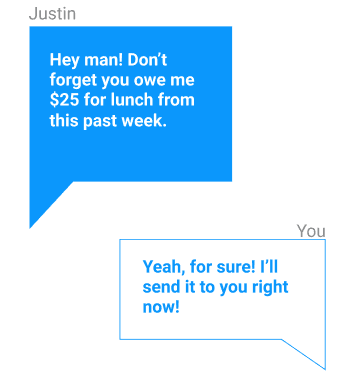 Justin
Hey man! Don’t
forget you owe me
$25 for lunch from
this past week.
You
Yeah, for sure! I’ll
send it to you right
now!